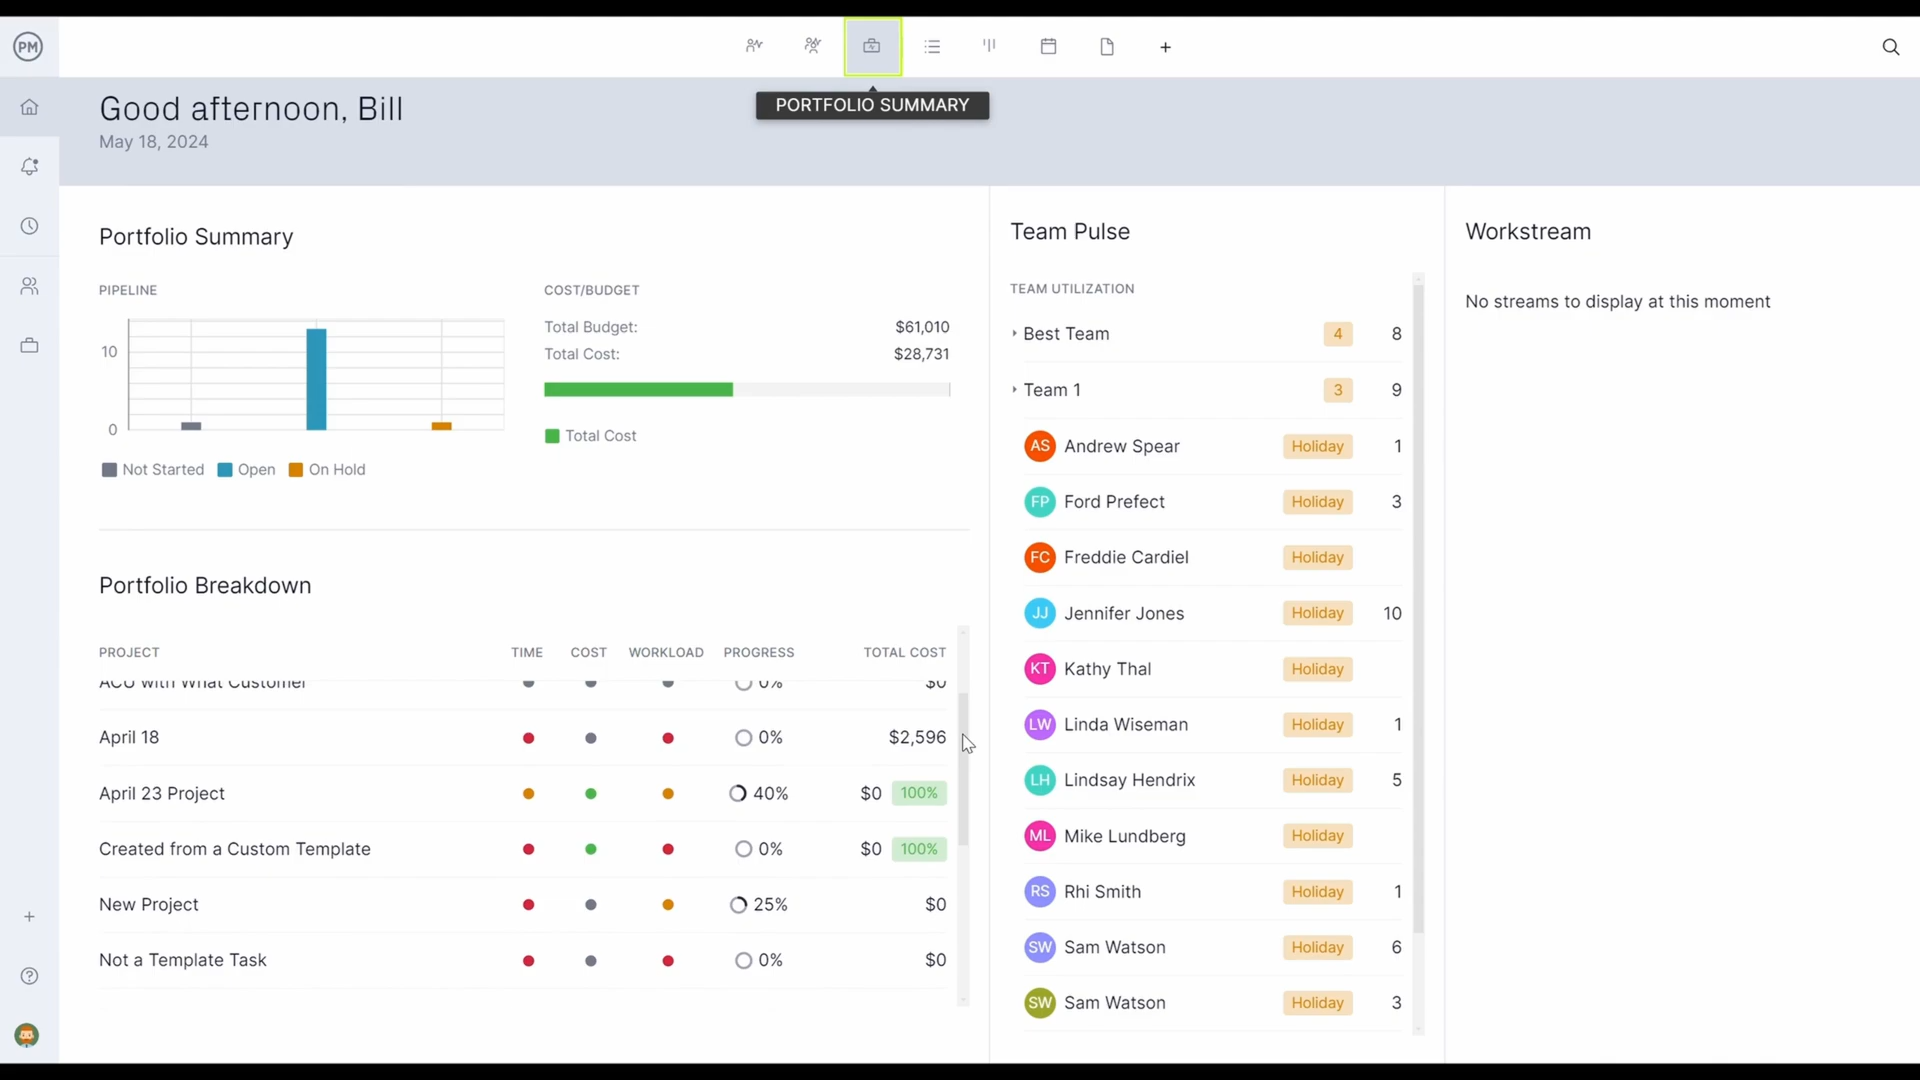 PM
PORTFOLIO SUMMARY
Good afternoon, Bill
May 18, 2024
Portfolio Summary
PIPELINE
10
0
Not Started Open On Hold
COST/BUDGET
Total Budget: $61,010
Total Cost: $28,731
Total Cost
Portfolio Breakdown
PROJECT TIME COST WORKLOAD PROGRESS TOTAL COST
ACO with What Customer 0% $0
April 18 0% $2,596
April 23 Project 40% $0 100%
Created from a Custom Template 0% $0 100%
New Project 25% $0
Not a Template Task 0% $0
Team Pulse
TEAM UTILIZATION
Best Team 4 8
Team 1 3 9
AS Andrew Spear Holiday 1
FP Ford Prefect Holiday 3
FC Freddie Cardiel Holiday
JJ Jennifer Jones Holiday 10
KT Kathy Thal Holiday
LW Linda Wiseman Holiday 1
LH Lindsay Hendrix Holiday 5
ML Mike Lundberg Holiday
RS Rhi Smith Holiday 1
SW Sam Watson Holiday 6
SW Sam Watson Holiday 3
Workstream
No streams to display at this moment